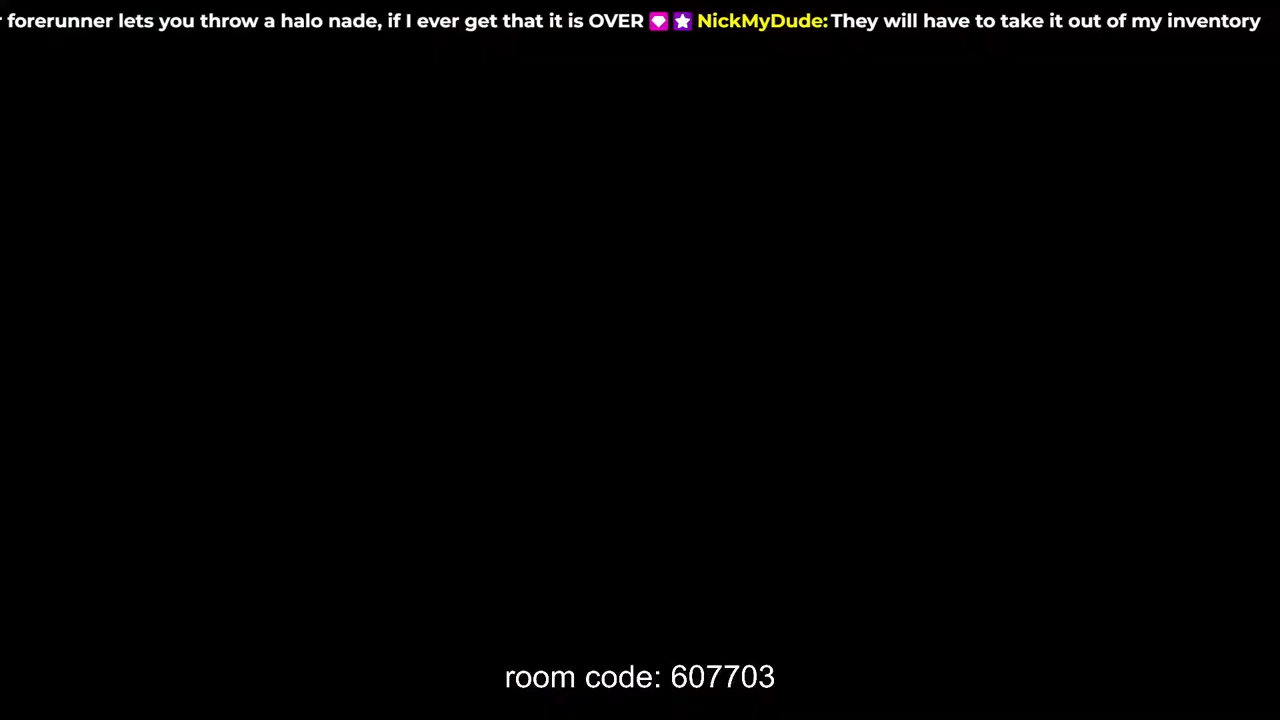 forerunner lets you throw a halo nade, if I ever get that it is OVER NickMyDude: They will have to take it out of my inventory
room code: 607703